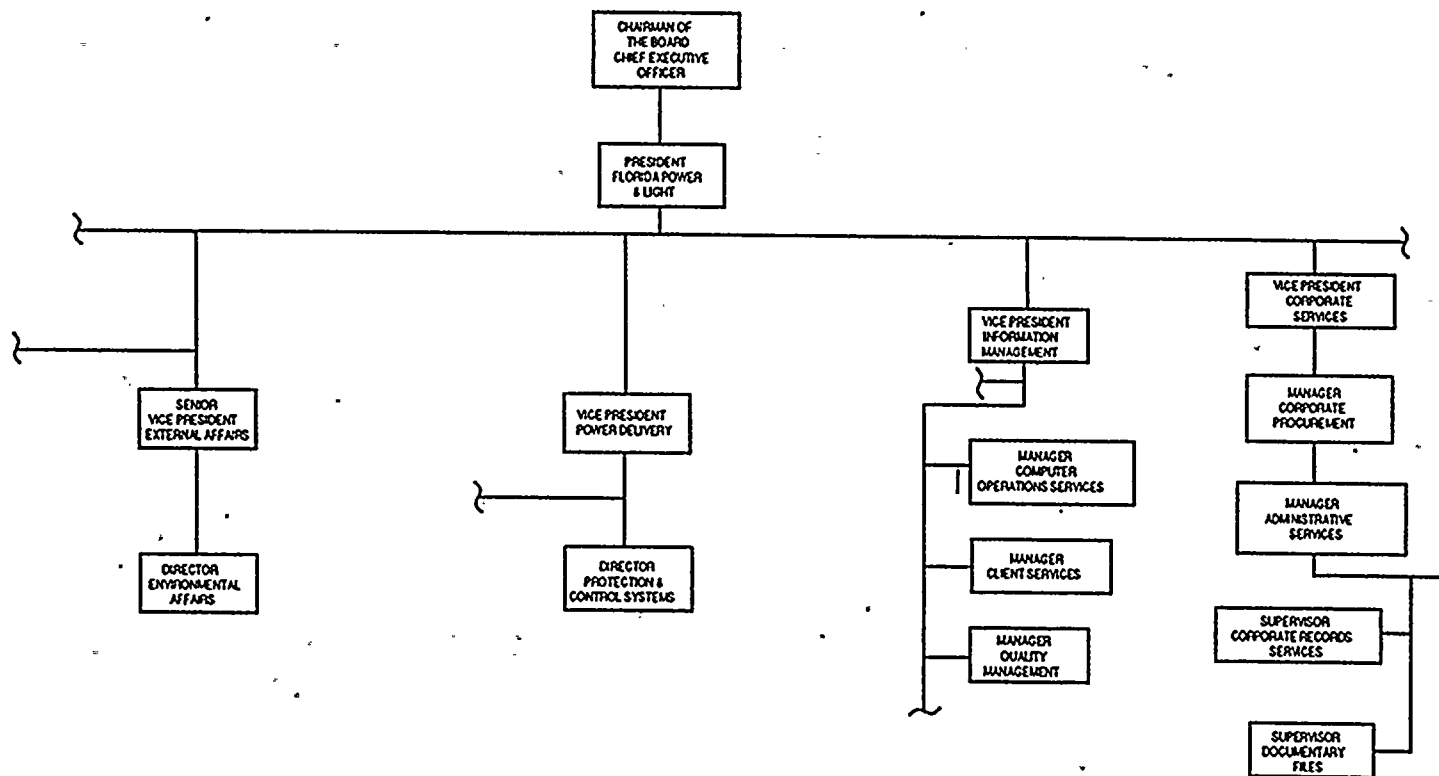 CHAIRMAN OF
THE BOARD
CHIEF EXECUTIVE
OFFICER
PRESIDENT
FLORIDA POWER
& LIGHT
VICE PRESIDENT
CORPORATE
SERVICES
VICE PRESIDENT
INFORMATION
MANAGEMENT
SENIOR
VICE PRESIDENT
EXTERNAL AFFAIRS
VICE PRESIDENT
POWER DELIVERY
MANAGER
CORPORATE
PROCUREMENT
MANAGER
COMPUTER
OPERATIONS SERVICES
MANAGER
ADMINISTRATIVE
SERVICES
DIRECTOR
ENVIRONMENTAL
AFFAIRS
DIRECTOR
PROTECTION &
CONTROL SYSTEMS
MANAGER
CLIENT SERVICES
SUPERVISOR
CORPORATE RECORDS
SERVICES
MANAGER
QUALITY
MANAGEMENT
SUPERVISOR
DOCUMENTARY
FILES